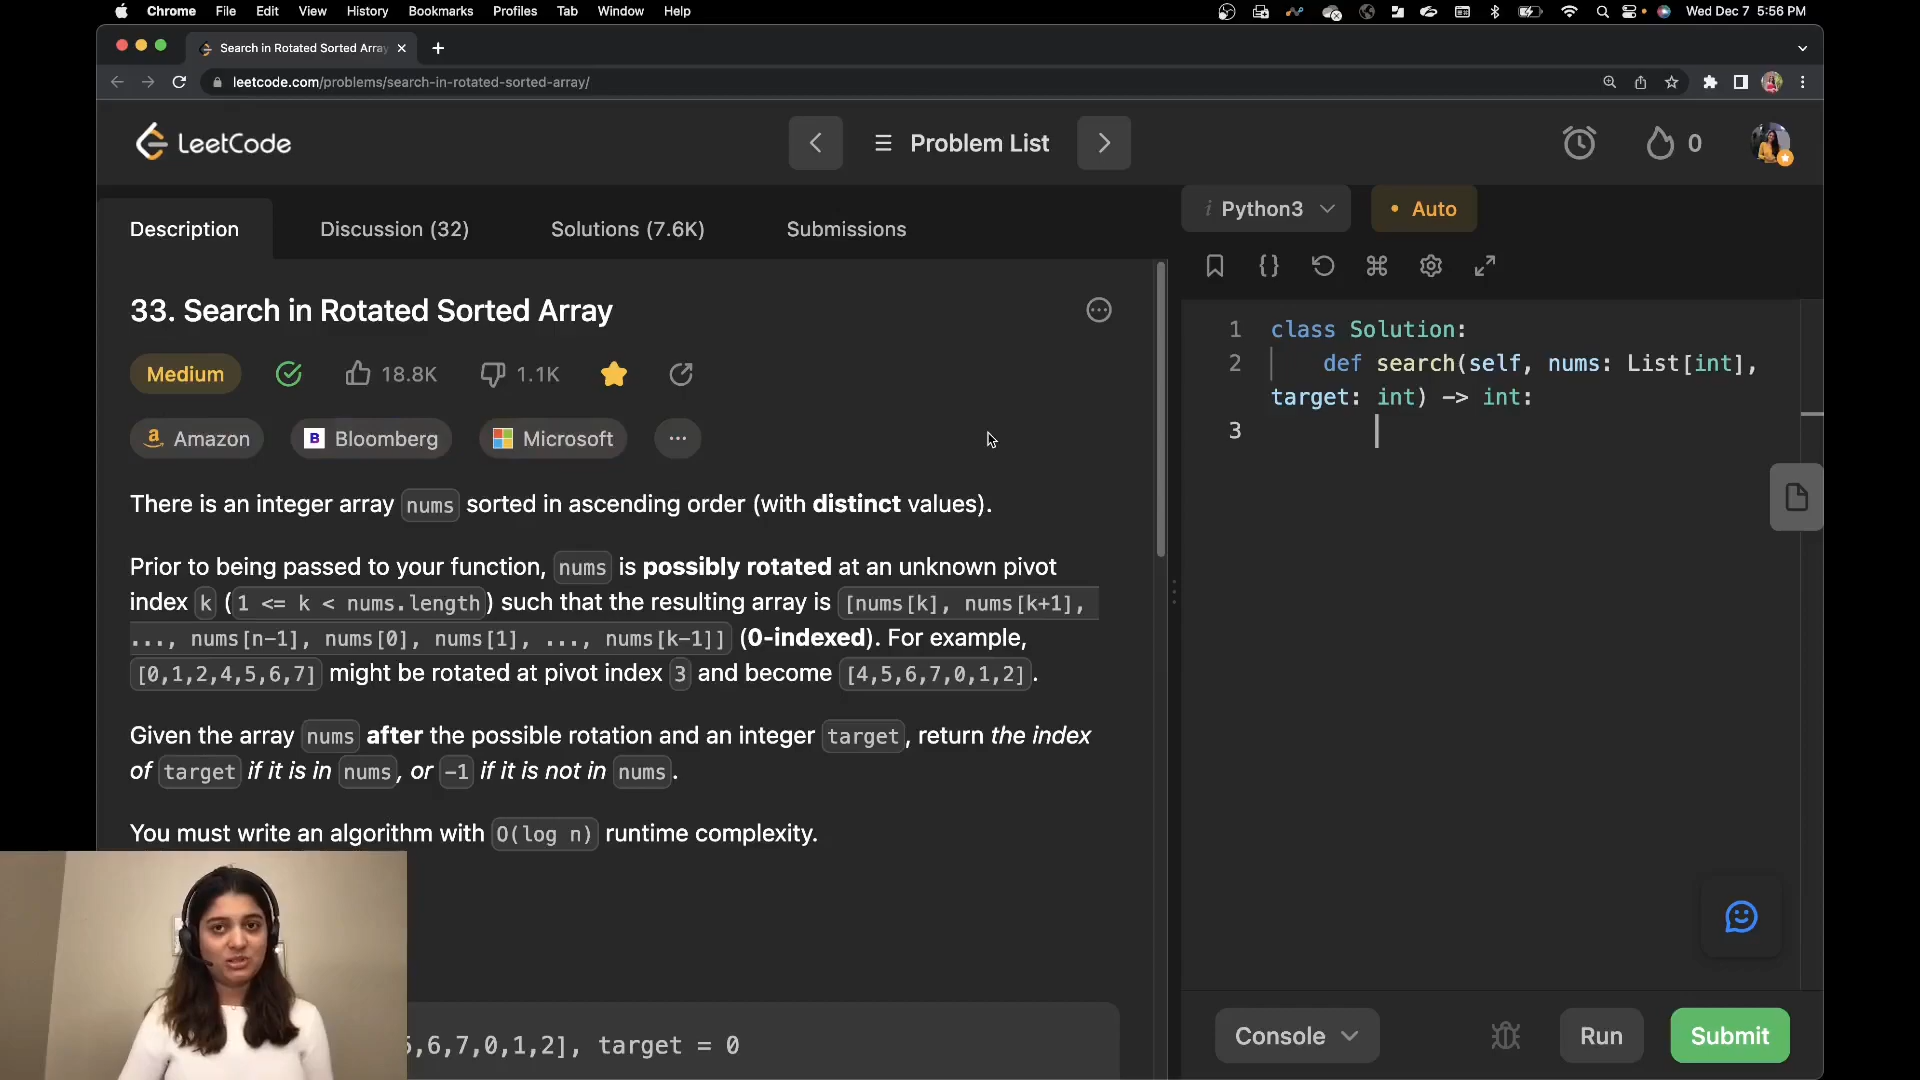 Chrome File Edit View History Bookmarks Profiles Tab Window Help
Wed Dec 7 5:56 PM
Search in Rotated Sorted Array
leetcode.com/problems/search-in-rotated-sorted-array/
LeetCode
Problem List
0
Description
Discussion (32)
Solutions (7.6K)
Submissions
33. Search in Rotated Sorted Array
Medium
18.8K
1.1K
Amazon
B Bloomberg
Microsoft
There is an integer array nums sorted in ascending order (with distinct values).
Prior to being passed to your function, nums is possibly rotated at an unknown pivot
index k (1 <= k < nums.length) such that the resulting array is [nums[k], nums[k+1],
..., nums[n-1], nums[0], nums[1], ..., nums[k-1]] (0-indexed). For example,
[0,1,2,4,5,6,7] might be rotated at pivot index 3 and become [4,5,6,7,0,1,2].
Given the array nums after the possible rotation and an integer target, return the index
of target if it is in nums, or -1 if it is not in nums.
You must write an algorithm with O(log n) runtime complexity.
,6,7,0,1,2], target = 0
i Python3
• Auto
{}
1 class Solution:
2 def search(self, nums: List[int],
target: int) -> int:
3
Console
Run
Submit